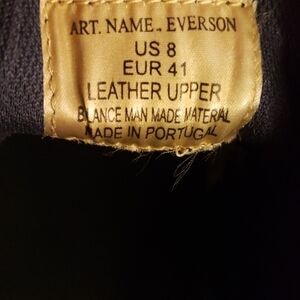 ART. NAME. EVERSON
US 8
EUR 41
LEATHER UPPER
BLANCE MAN MADE MATERIAL
MADE IN PORTUGAL